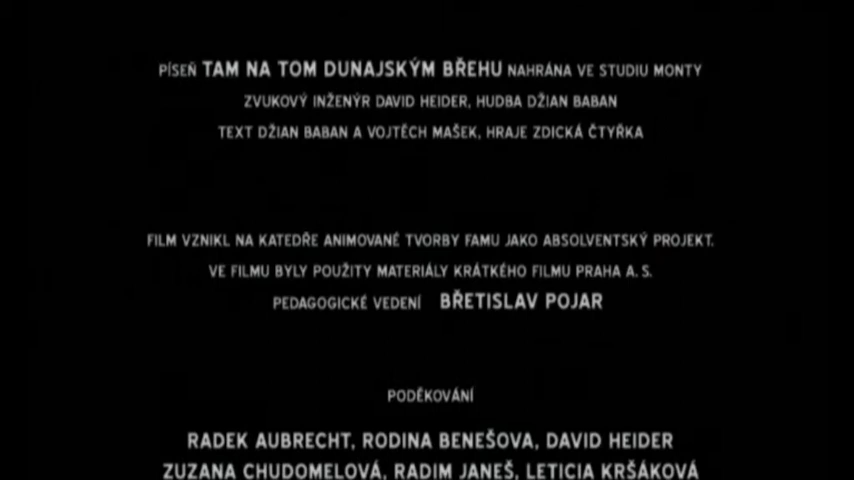 PÍSEŇ TAM NA TOM DUNAJSKÝM BŘEHU NAHRÁNA VE STUDIU MONTY
ZVUKOVÝ INŽENÝR DAVID HEIDER, HUDBA DŽIAN BABAN
TEXT DŽIAN BABAN A VOJTĚCH MAŠEK, HRAJE ZDICKÁ ČTYŘKA
FILM VZNIKL NA KATEDŘE ANIMOVANÉ TVORBY FAMU JAKO ABSOLVENTSKÝ PROJEKT.
VE FILMU BYLY POUŽITY MATERIÁLY KRÁTKÉHO FILMU PRAHA A. S.
PEDAGOGICKÉ VEDENÍ BŘETISLAV POJAR
PODĚKOVÁNÍ
RADEK AUBRECHT, RODINA BENEŠOVA, DAVID HEIDER
ZUZANA CHUDOMELOVÁ, RADIM JANEŠ, LETICIA KRŠÁKOVÁ